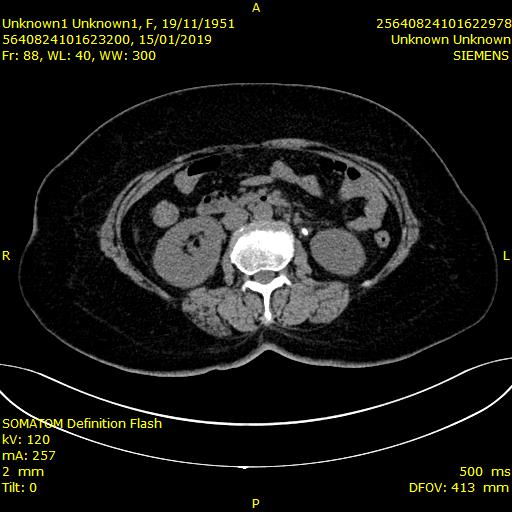 A
Unknown1 Unknown1, F, 19/11/1951
25640824101622978
5640824101623200, 15/01/2019
Unknown Unknown
Fr: 88, WL: 40, WW: 300
SIEMENS
R
L
SOMATOM Definition Flash
kV: 120
mA: 257
2 mm
500 ms
Tilt: 0
DFOV: 413 mm
P